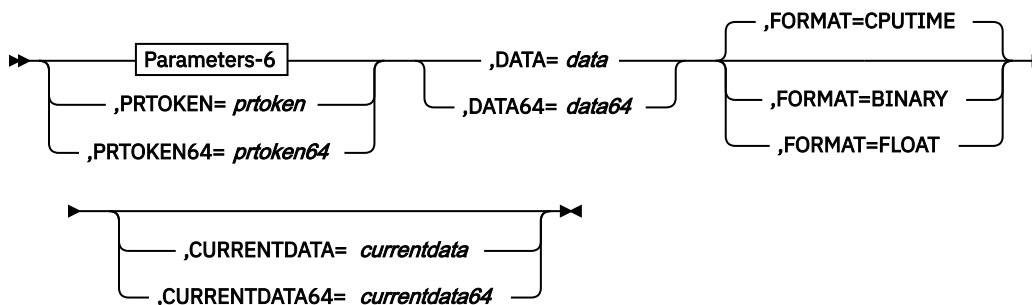 ,FORMAT=CPUTIME
Parameters-6 ,DATA= data
,PRTOKEN= prtoken ,DATA64= data64 ,FORMAT=BINARY
,PRTOKEN64= prtoken64 ,FORMAT=FLOAT
,CURRENTDATA= currentdata
,CURRENTDATA64= currentdata64